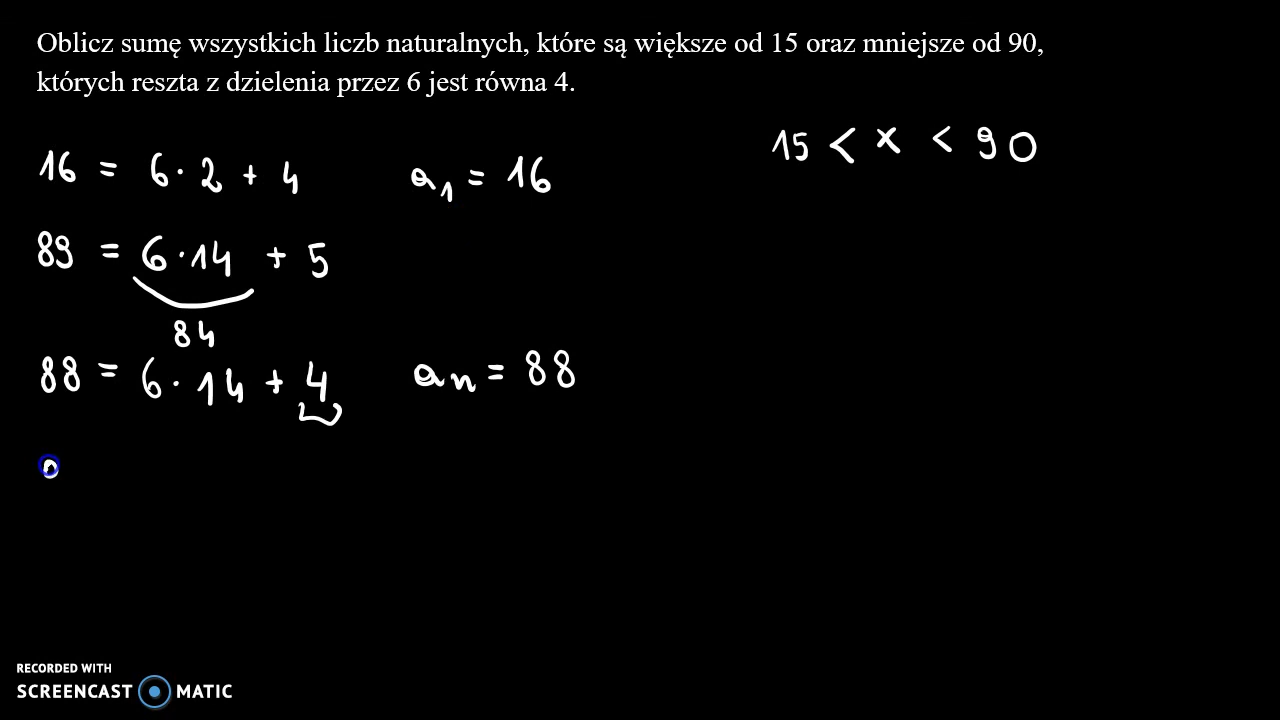 Oblicz sumę wszystkich liczb naturalnych, które są większe od 15 oraz mniejsze od 90,
których reszta z dzielenia przez 6 jest równa 4.
15 < x < 90
16 = 6 · 2 + 4 a₁ = 16
89 = 6 · 14 + 5
84
88 = 6 · 14 + 4 aₙ = 88
RECORDED WITH
SCREENCAST MATIC